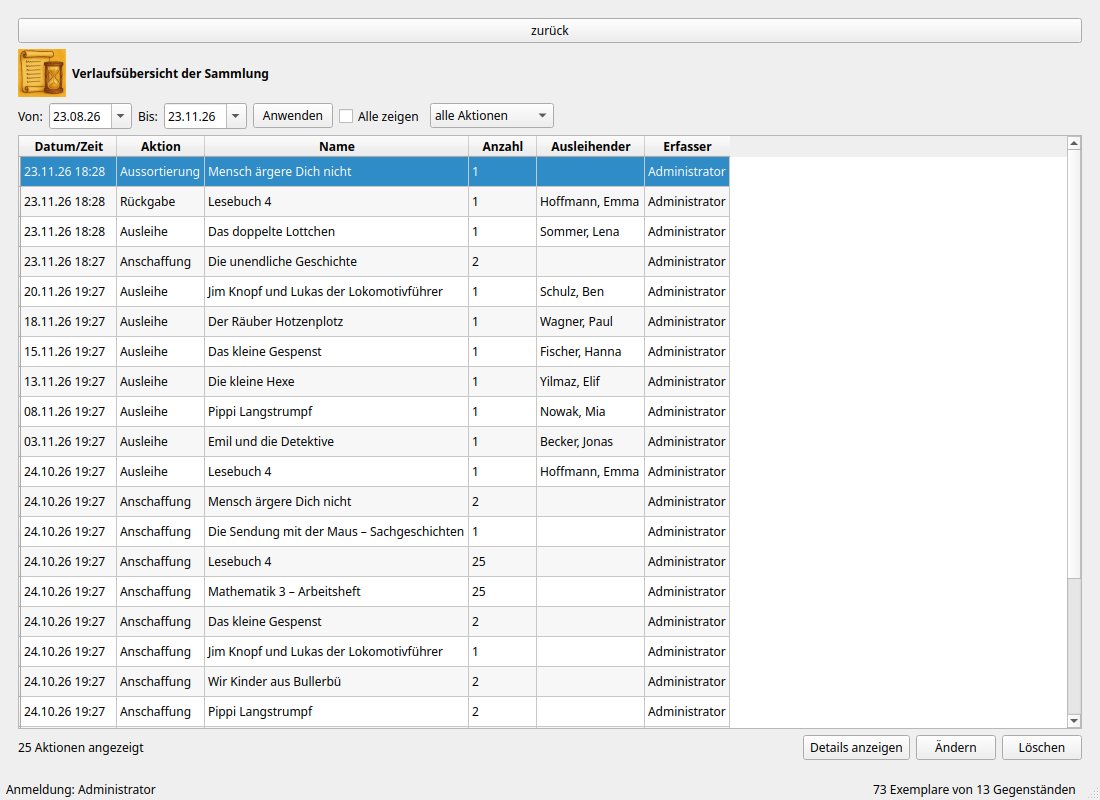 zurück
Verlaufsübersicht der Sammlung
Von: 23.08.26 Bis: 23.11.26 Anwenden Alle zeigen alle Aktionen
Datum/Zeit Aktion Name Anzahl Ausleihender Erfasser
23.11.26 18:28 Aussortierung Mensch ärgere Dich nicht 1 Administrator
23.11.26 18:28 Rückgabe Lesebuch 4 1 Hoffmann, Emma Administrator
23.11.26 18:28 Ausleihe Das doppelte Lottchen 1 Sommer, Lena Administrator
23.11.26 18:27 Anschaffung Die unendliche Geschichte 2 Administrator
20.11.26 19:27 Ausleihe Jim Knopf und Lukas der Lokomotivführer 1 Schulz, Ben Administrator
18.11.26 19:27 Ausleihe Der Räuber Hotzenplotz 1 Wagner, Paul Administrator
15.11.26 19:27 Ausleihe Das kleine Gespenst 1 Fischer, Hanna Administrator
13.11.26 19:27 Ausleihe Die kleine Hexe 1 Yilmaz, Elif Administrator
08.11.26 19:27 Ausleihe Pippi Langstrumpf 1 Nowak, Mia Administrator
03.11.26 19:27 Ausleihe Emil und die Detektive 1 Becker, Jonas Administrator
24.10.26 19:27 Ausleihe Lesebuch 4 1 Hoffmann, Emma Administrator
24.10.26 19:27 Anschaffung Mensch ärgere Dich nicht 2 Administrator
24.10.26 19:27 Anschaffung Die Sendung mit der Maus – Sachgeschichten 1 Administrator
24.10.26 19:27 Anschaffung Lesebuch 4 25 Administrator
24.10.26 19:27 Anschaffung Mathematik 3 – Arbeitsheft 25 Administrator
24.10.26 19:27 Anschaffung Das kleine Gespenst 2 Administrator
24.10.26 19:27 Anschaffung Jim Knopf und Lukas der Lokomotivführer 1 Administrator
24.10.26 19:27 Anschaffung Wir Kinder aus Bullerbü 2 Administrator
24.10.26 19:27 Anschaffung Pippi Langstrumpf 2 Administrator
25 Aktionen angezeigt Details anzeigen Ändern Löschen
Anmeldung: Administrator 73 Exemplare von 13 Gegenständen